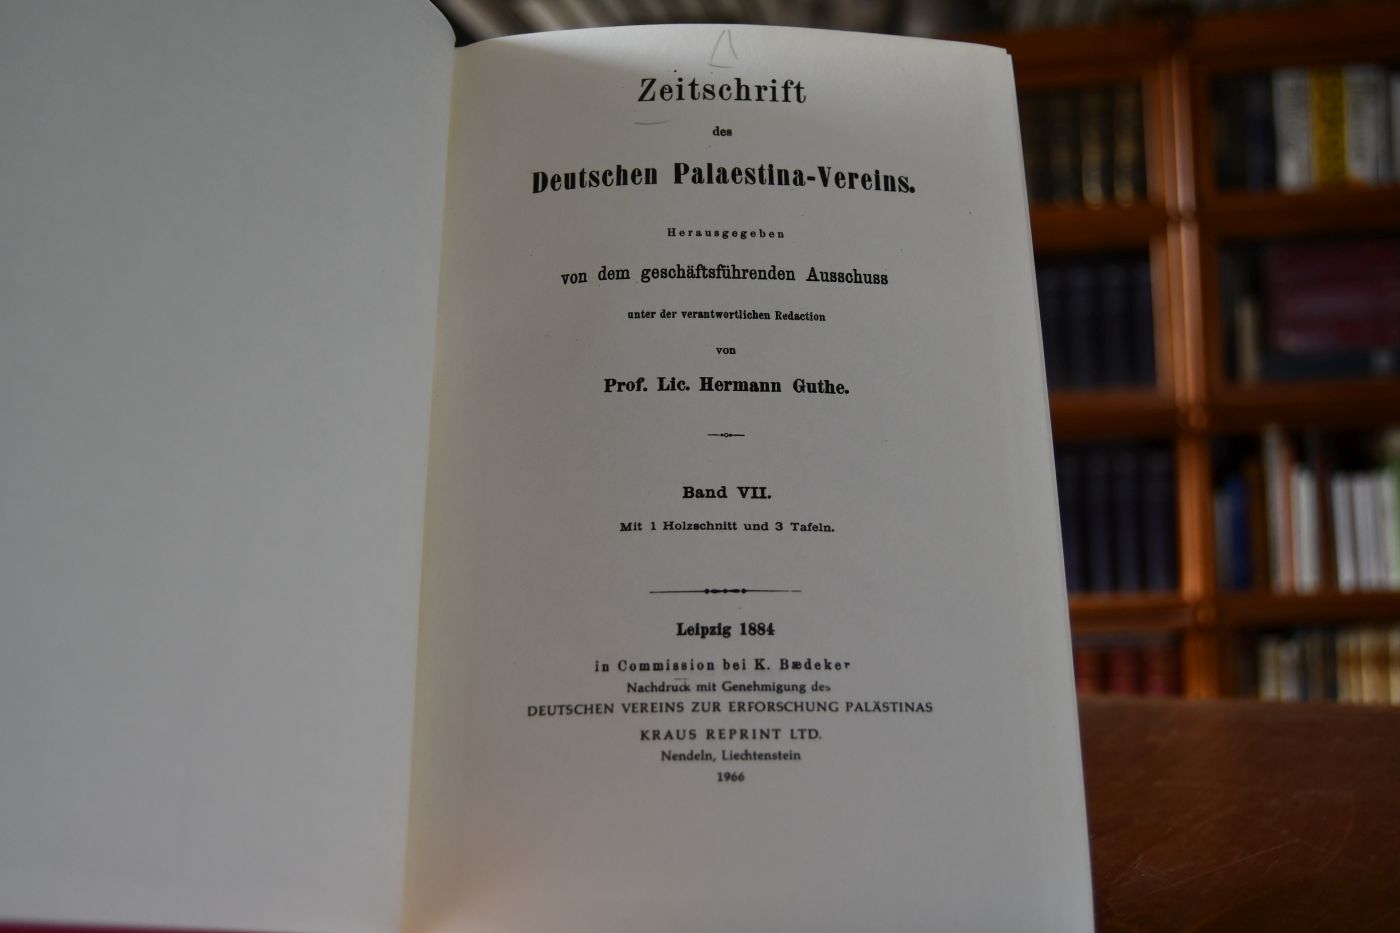 Zeitschrift
des
Deutschen Palaestina-Vereins.
Herausgegeben
von dem geschäftsführenden Ausschuss
unter der verantwortlichen Redaction
von
Prof. Lic. Hermann Guthe.
Band VII.
Mit 1 Holzschnitt und 3 Tafeln.
Leipzig 1884
in Commission bei K. Bædeker
Nachdruck mit Genehmigung des
DEUTSCHEN VEREINS ZUR ERFORSCHUNG PALÄSTINAS
KRAUS REPRINT LTD.
Nendeln, Liechtenstein
1966